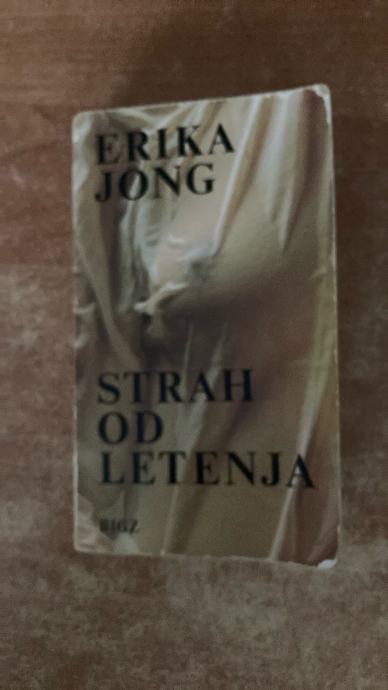 ERIKA
JONG
STRAH
OD
LETENJA
BIGZ